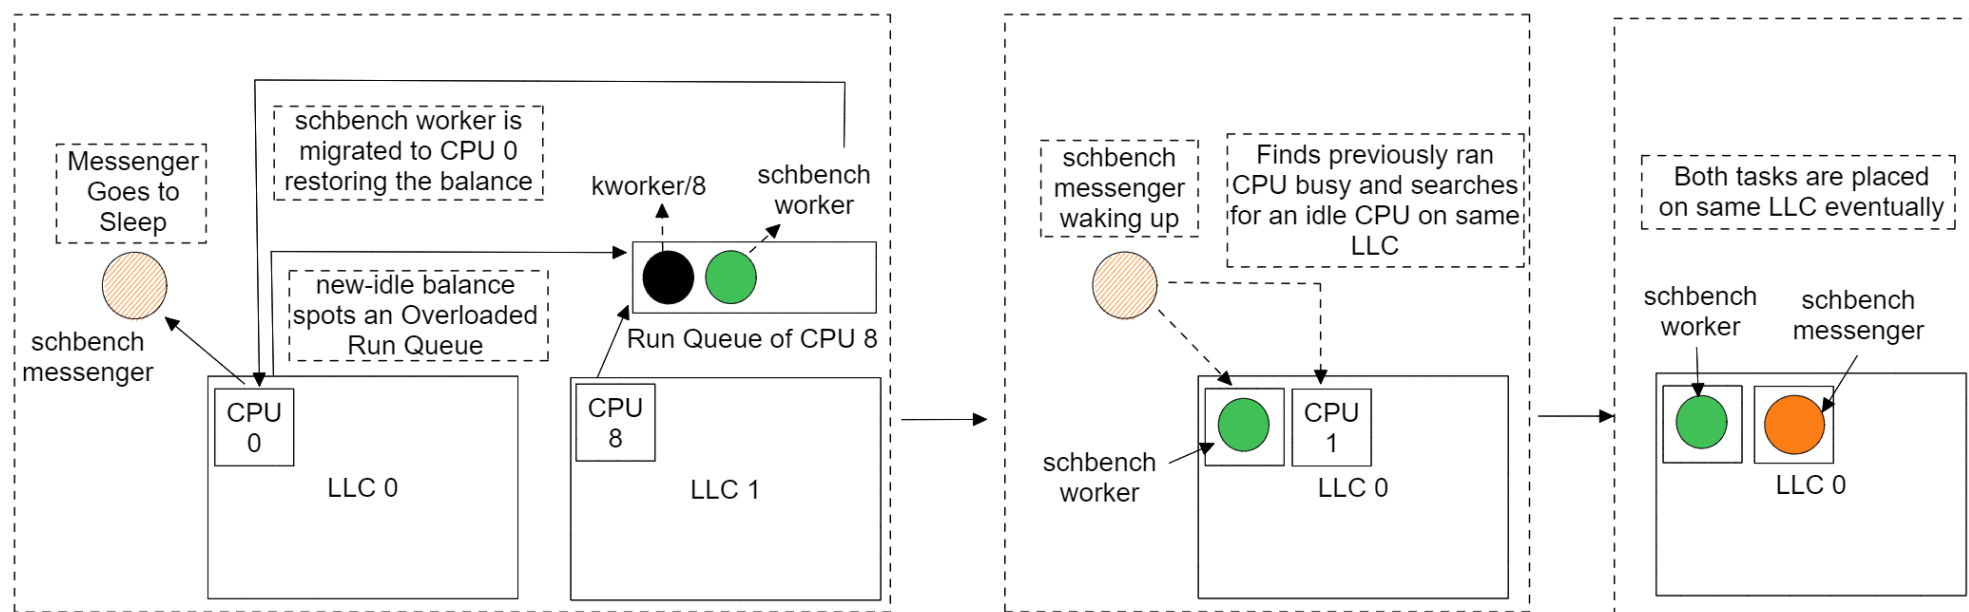 Messenger
Goes to
Sleep
schbench
messenger
schbench worker is
migrated to CPU 0
restoring the balance
new-idle balance
spots an Overloaded
Run Queue
kworker/8
schbench
worker
Run Queue of CPU 8
CPU
0
LLC 0
CPU
8
LLC 1
schbench
messenger
waking up
Finds previously ran
CPU busy and searches
for an idle CPU on same
LLC
schbench
worker
CPU
1
LLC 0
Both tasks are placed
on same LLC eventually
schbench
worker
schbench
messenger
LLC 0